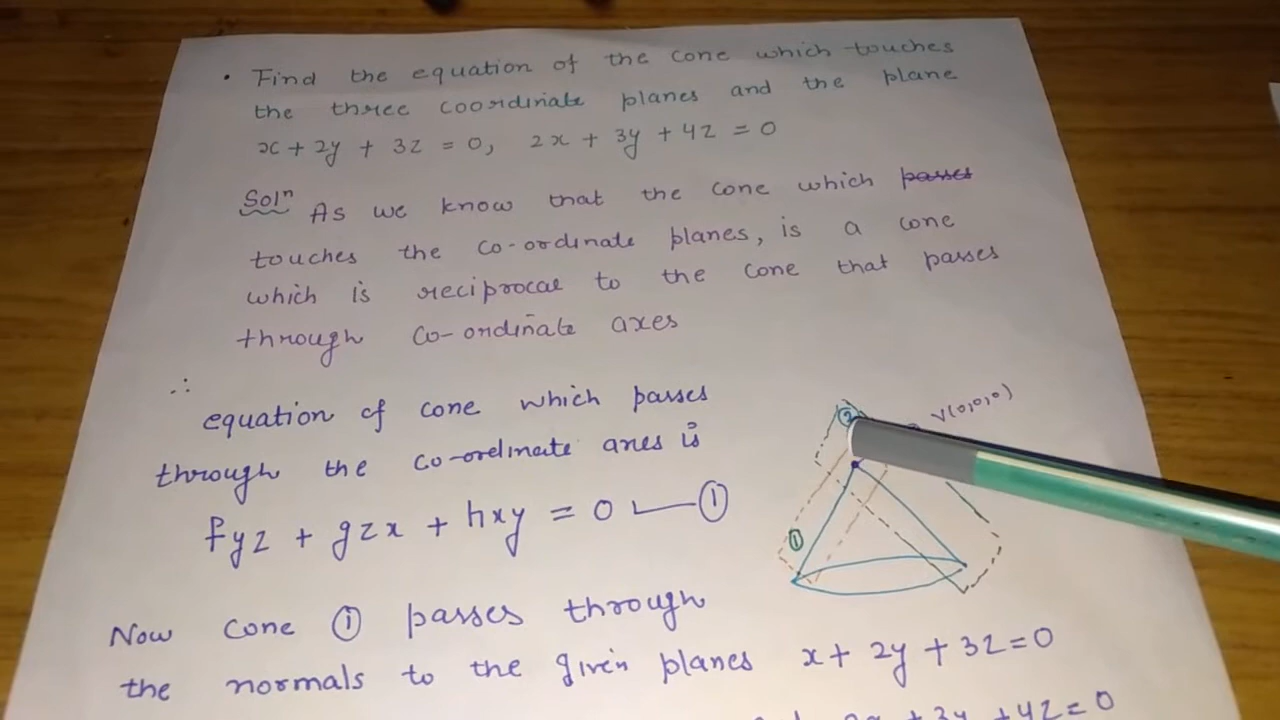 • Find the equation of the cone which touches
the three coordinate planes and the plane
x + 2y + 3z = 0, 2x + 3y + 4z = 0
Solⁿ As we know that the cone which passes
touches the co-ordinate planes, is a cone
which is reciprocal to the cone that passes
through co-ordinate axes
∴
equation of cone which passes
through the co-ordinate axes is
fyz + gzx + hxy = 0 — ①
V(0,0,0)
②
①
Now cone ① passes through
the normals to the given planes x + 2y + 3z = 0
+ 3y + 4z = 0